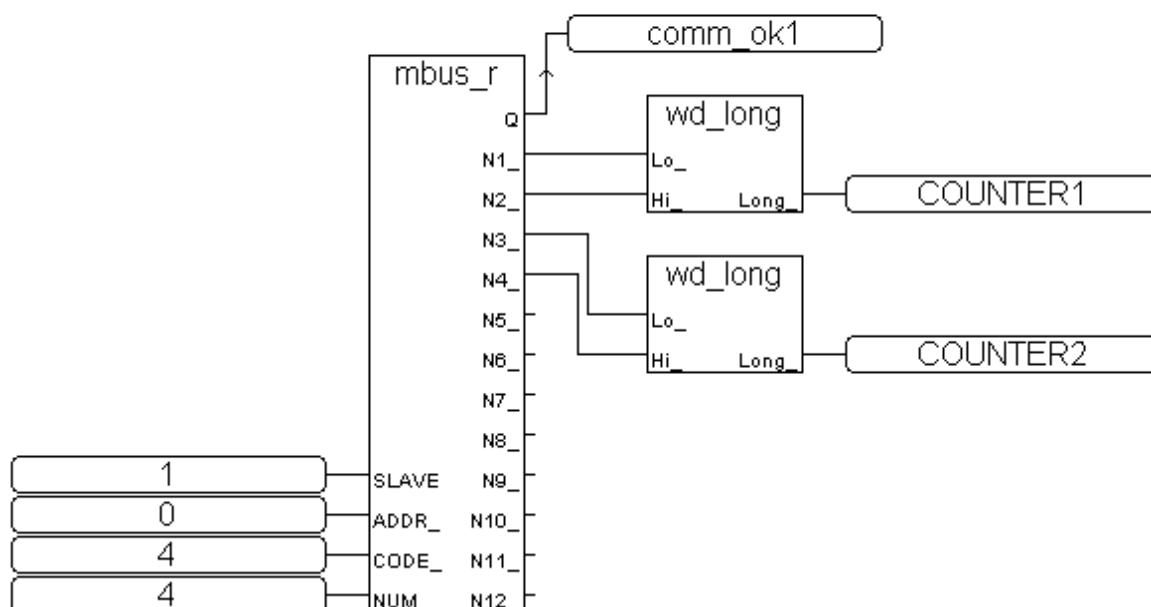 comm_ok1
mbus_r
Q
wd_long
N1_
Lo_
N2_
Hi_ Long_
COUNTER1
N3_
wd_long
N4_
N5_
Lo_
N6_
Hi_ Long_
COUNTER2
N7_
N8_
1
SLAVE N9_
0
ADDR_ N10_
4
CODE_ N11_
4
NUM N12